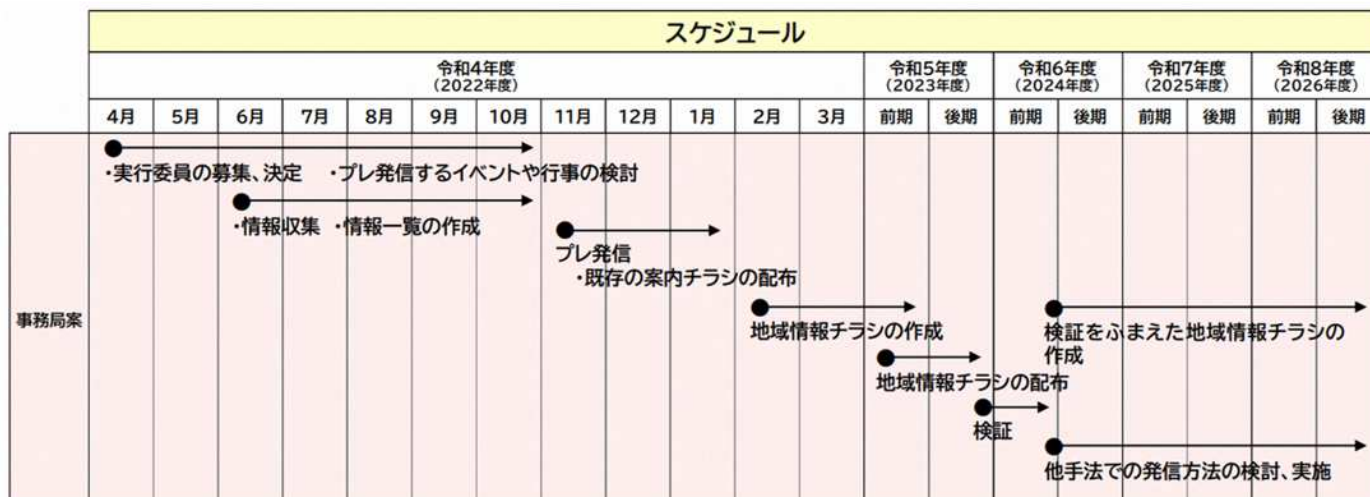 スケジュール
令和4年度 令和5年度 令和6年度 令和7年度 令和8年度
(2022年度) (2023年度) (2024年度) (2025年度) (2026年度)
4月 5月 6月 7月 8月 9月 10月 11月 12月 1月 2月 3月 前期 後期 前期 後期 前期 後期 前期 後期
事務局案
・実行委員の募集、決定 ・プレ発信するイベントや行事の検討
・情報収集 ・情報一覧の作成
プレ発信
・既存の案内チラシの配布
地域情報チラシの作成
検証をふまえた地域情報チラシの
作成
地域情報チラシの配布
検証
他手法での発信方法の検討、実施